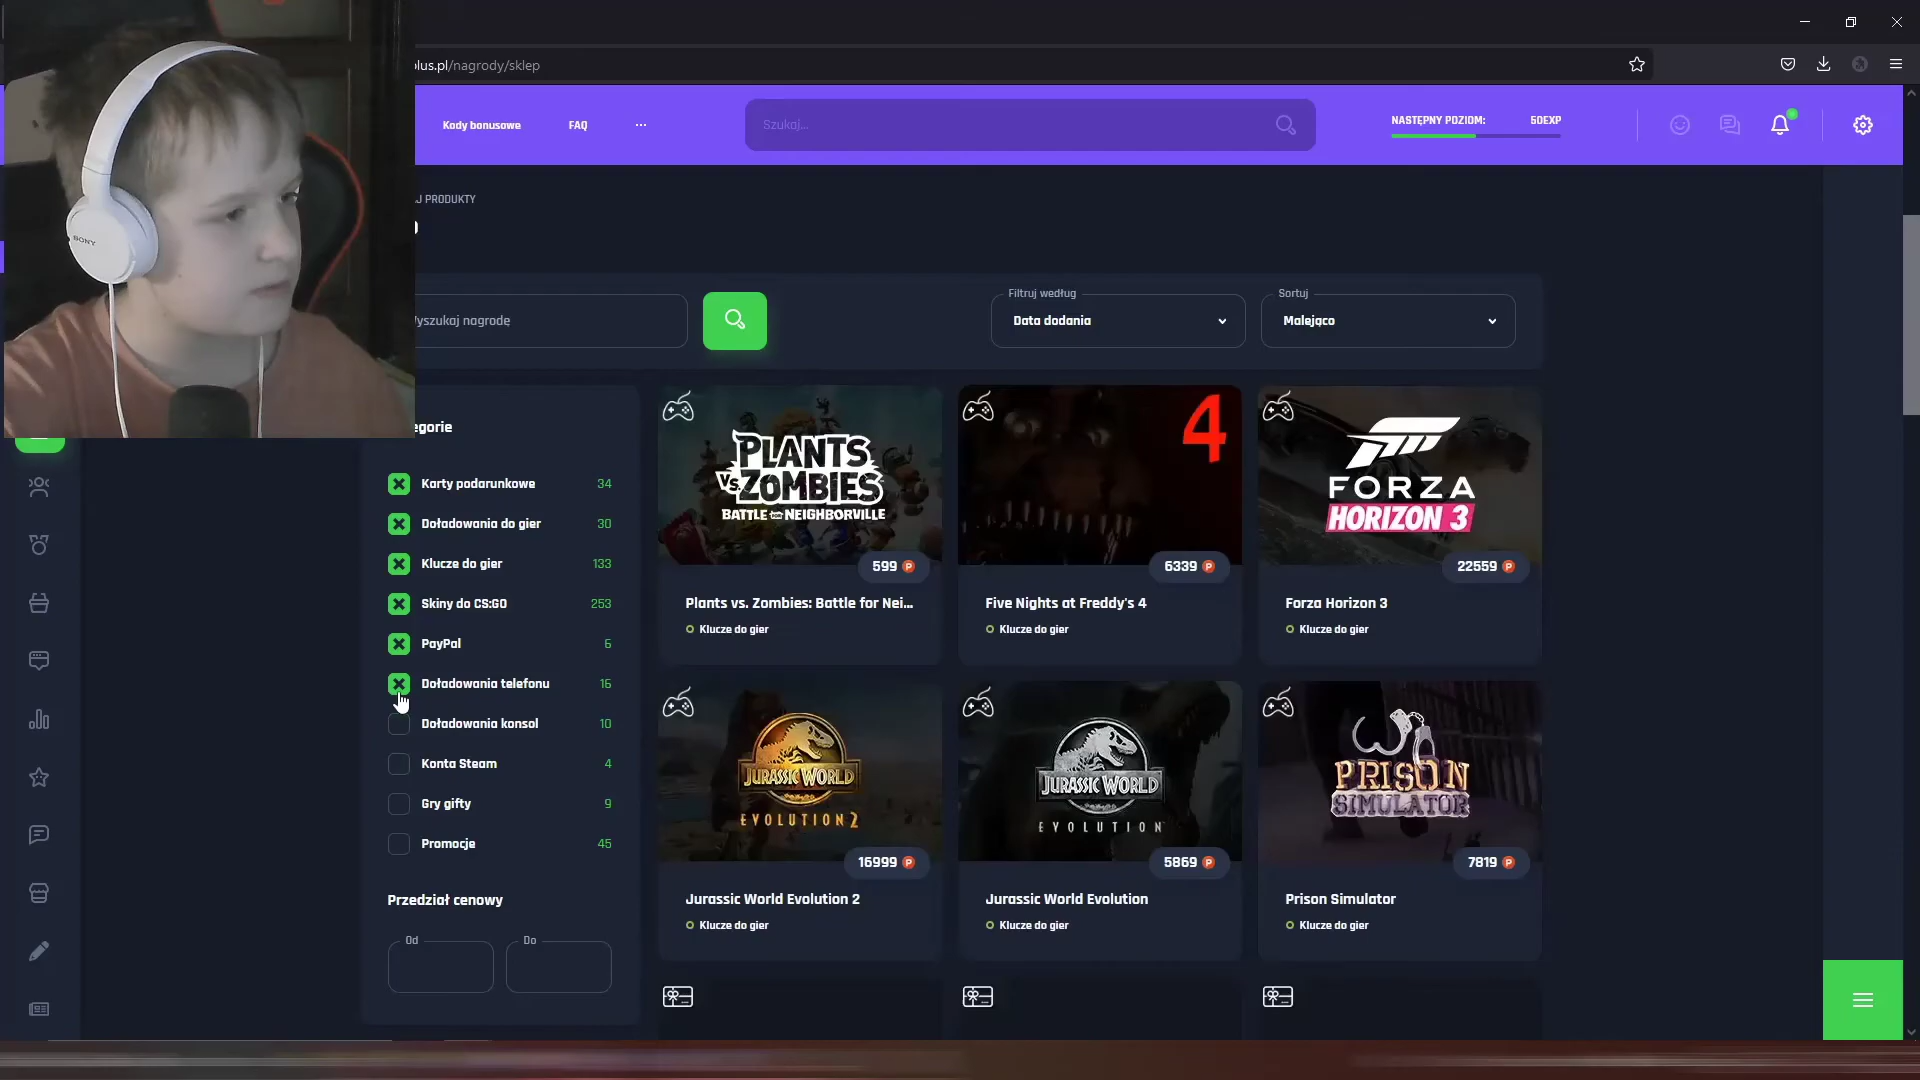 plus.pl/nagrody/sklep
Kody bonusowe
FAQ
...
Szukaj...
NASTĘPNY POZIOM:
50EXP
PRODUKTY
SONY
Wyszukaj nagrodę
Filtruj według
Data dodania
Sortuj
Malejąco
egorie
Karty podarunkowe 34
Doładowania do gier 30
Klucze do gier 133
Skiny do CS:GO 253
PayPal 6
Doładowania telefonu 16
Doładowania konsol 10
Konta Steam 4
Gry gifty 9
Promocje 45
Przedział cenowy
Od
Do
PLANTS
VS. ZOMBIES
BATTLE FOR NEIGHBORVILLE
599 P
Plants vs. Zombies: Battle for Nei...
Klucze do gier
4
6339 P
Five Nights at Freddy's 4
Klucze do gier
FORZA
HORIZON 3
22559 P
Forza Horizon 3
Klucze do gier
JURASSIC WORLD
EVOLUTION 2
16999 P
Jurassic World Evolution 2
Klucze do gier
JURASSIC WORLD
EVOLUTION
5869 P
Jurassic World Evolution
Klucze do gier
PRISON
SIMULATOR
7819 P
Prison Simulator
Klucze do gier